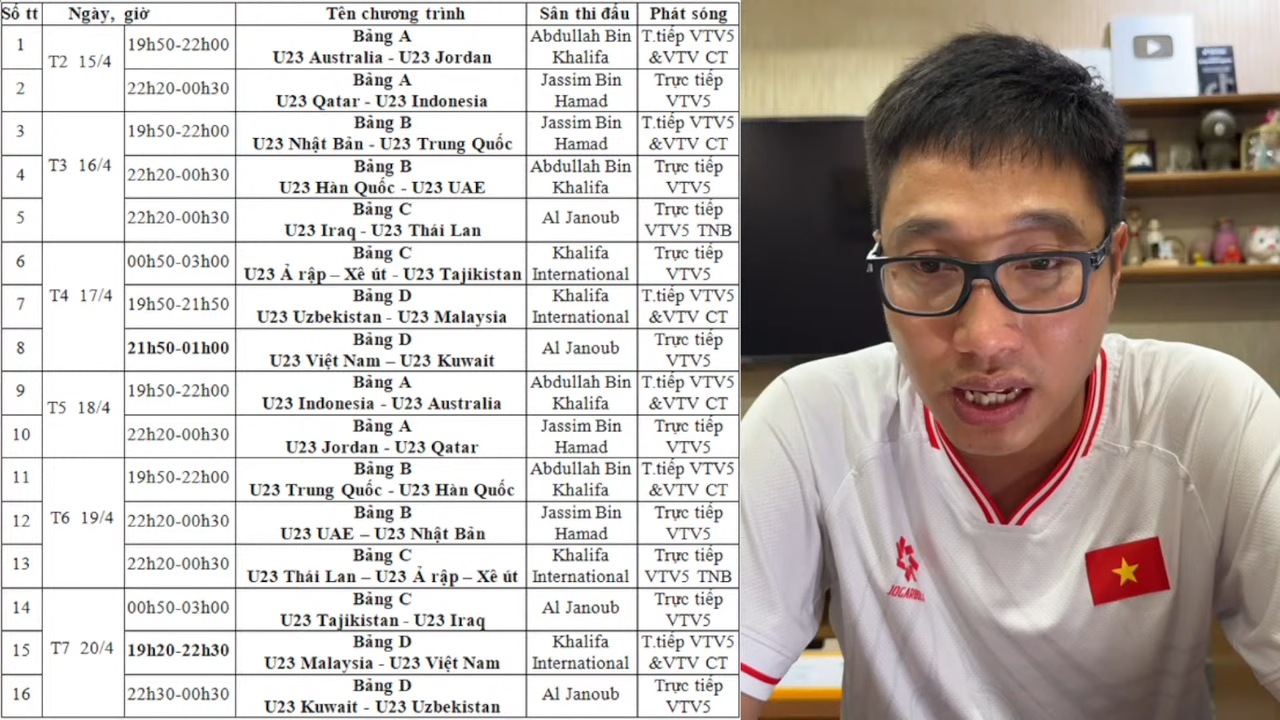 Số tt Ngày, giờ Tên chương trình Sân thi đấu Phát sóng
1 T2 15/4 19h50-22h00 Bảng A Abdullah Bin T.tiếp VTV5
U23 Australia - U23 Jordan Khalifa &VTV CT
2 22h20-00h30 Bảng A Jassim Bin Trực tiếp
U23 Qatar - U23 Indonesia Hamad VTV5
3 T3 16/4 19h50-22h00 Bảng B Jassim Bin T.tiếp VTV5
U23 Nhật Bản - U23 Trung Quốc Hamad &VTV CT
4 22h20-00h30 Bảng B Abdullah Bin Trực tiếp
U23 Hàn Quốc - U23 UAE Khalifa VTV5
5 22h20-00h30 Bảng C Al Janoub Trực tiếp
U23 Iraq - U23 Thái Lan VTV5 TNB
6 T4 17/4 00h50-03h00 Bảng C Khalifa Trực tiếp
U23 Ả rập – Xê út - U23 Tajikistan International VTV5
7 19h50-21h50 Bảng D Khalifa T.tiếp VTV5
U23 Uzbekistan - U23 Malaysia International &VTV CT
8 21h50-01h00 Bảng D Al Janoub Trực tiếp
U23 Việt Nam – U23 Kuwait VTV5
9 T5 18/4 19h50-22h00 Bảng A Abdullah Bin T.tiếp VTV5
U23 Indonesia - U23 Australia Khalifa &VTV CT
10 22h20-00h30 Bảng A Jassim Bin Trực tiếp
U23 Jordan - U23 Qatar Hamad VTV5
11 T6 19/4 19h50-22h00 Bảng B Abdullah Bin T.tiếp VTV5
U23 Trung Quốc - U23 Hàn Quốc Khalifa &VTV CT
12 22h20-00h30 Bảng B Jassim Bin Trực tiếp
U23 UAE – U23 Nhật Bản Hamad VTV5
13 22h20-00h30 Bảng C Khalifa Trực tiếp
U23 Thái Lan – U23 Ả rập – Xê út International VTV5 TNB
14 T7 20/4 00h50-03h00 Bảng C Al Janoub Trực tiếp
U23 Tajikistan - U23 Iraq VTV5
15 19h20-22h30 Bảng D Khalifa T.tiếp VTV5
U23 Malaysia - U23 Việt Nam International &VTV CT
16 22h30-00h30 Bảng D Al Janoub Trực tiếp
U23 Kuwait - U23 Uzbekistan VTV5